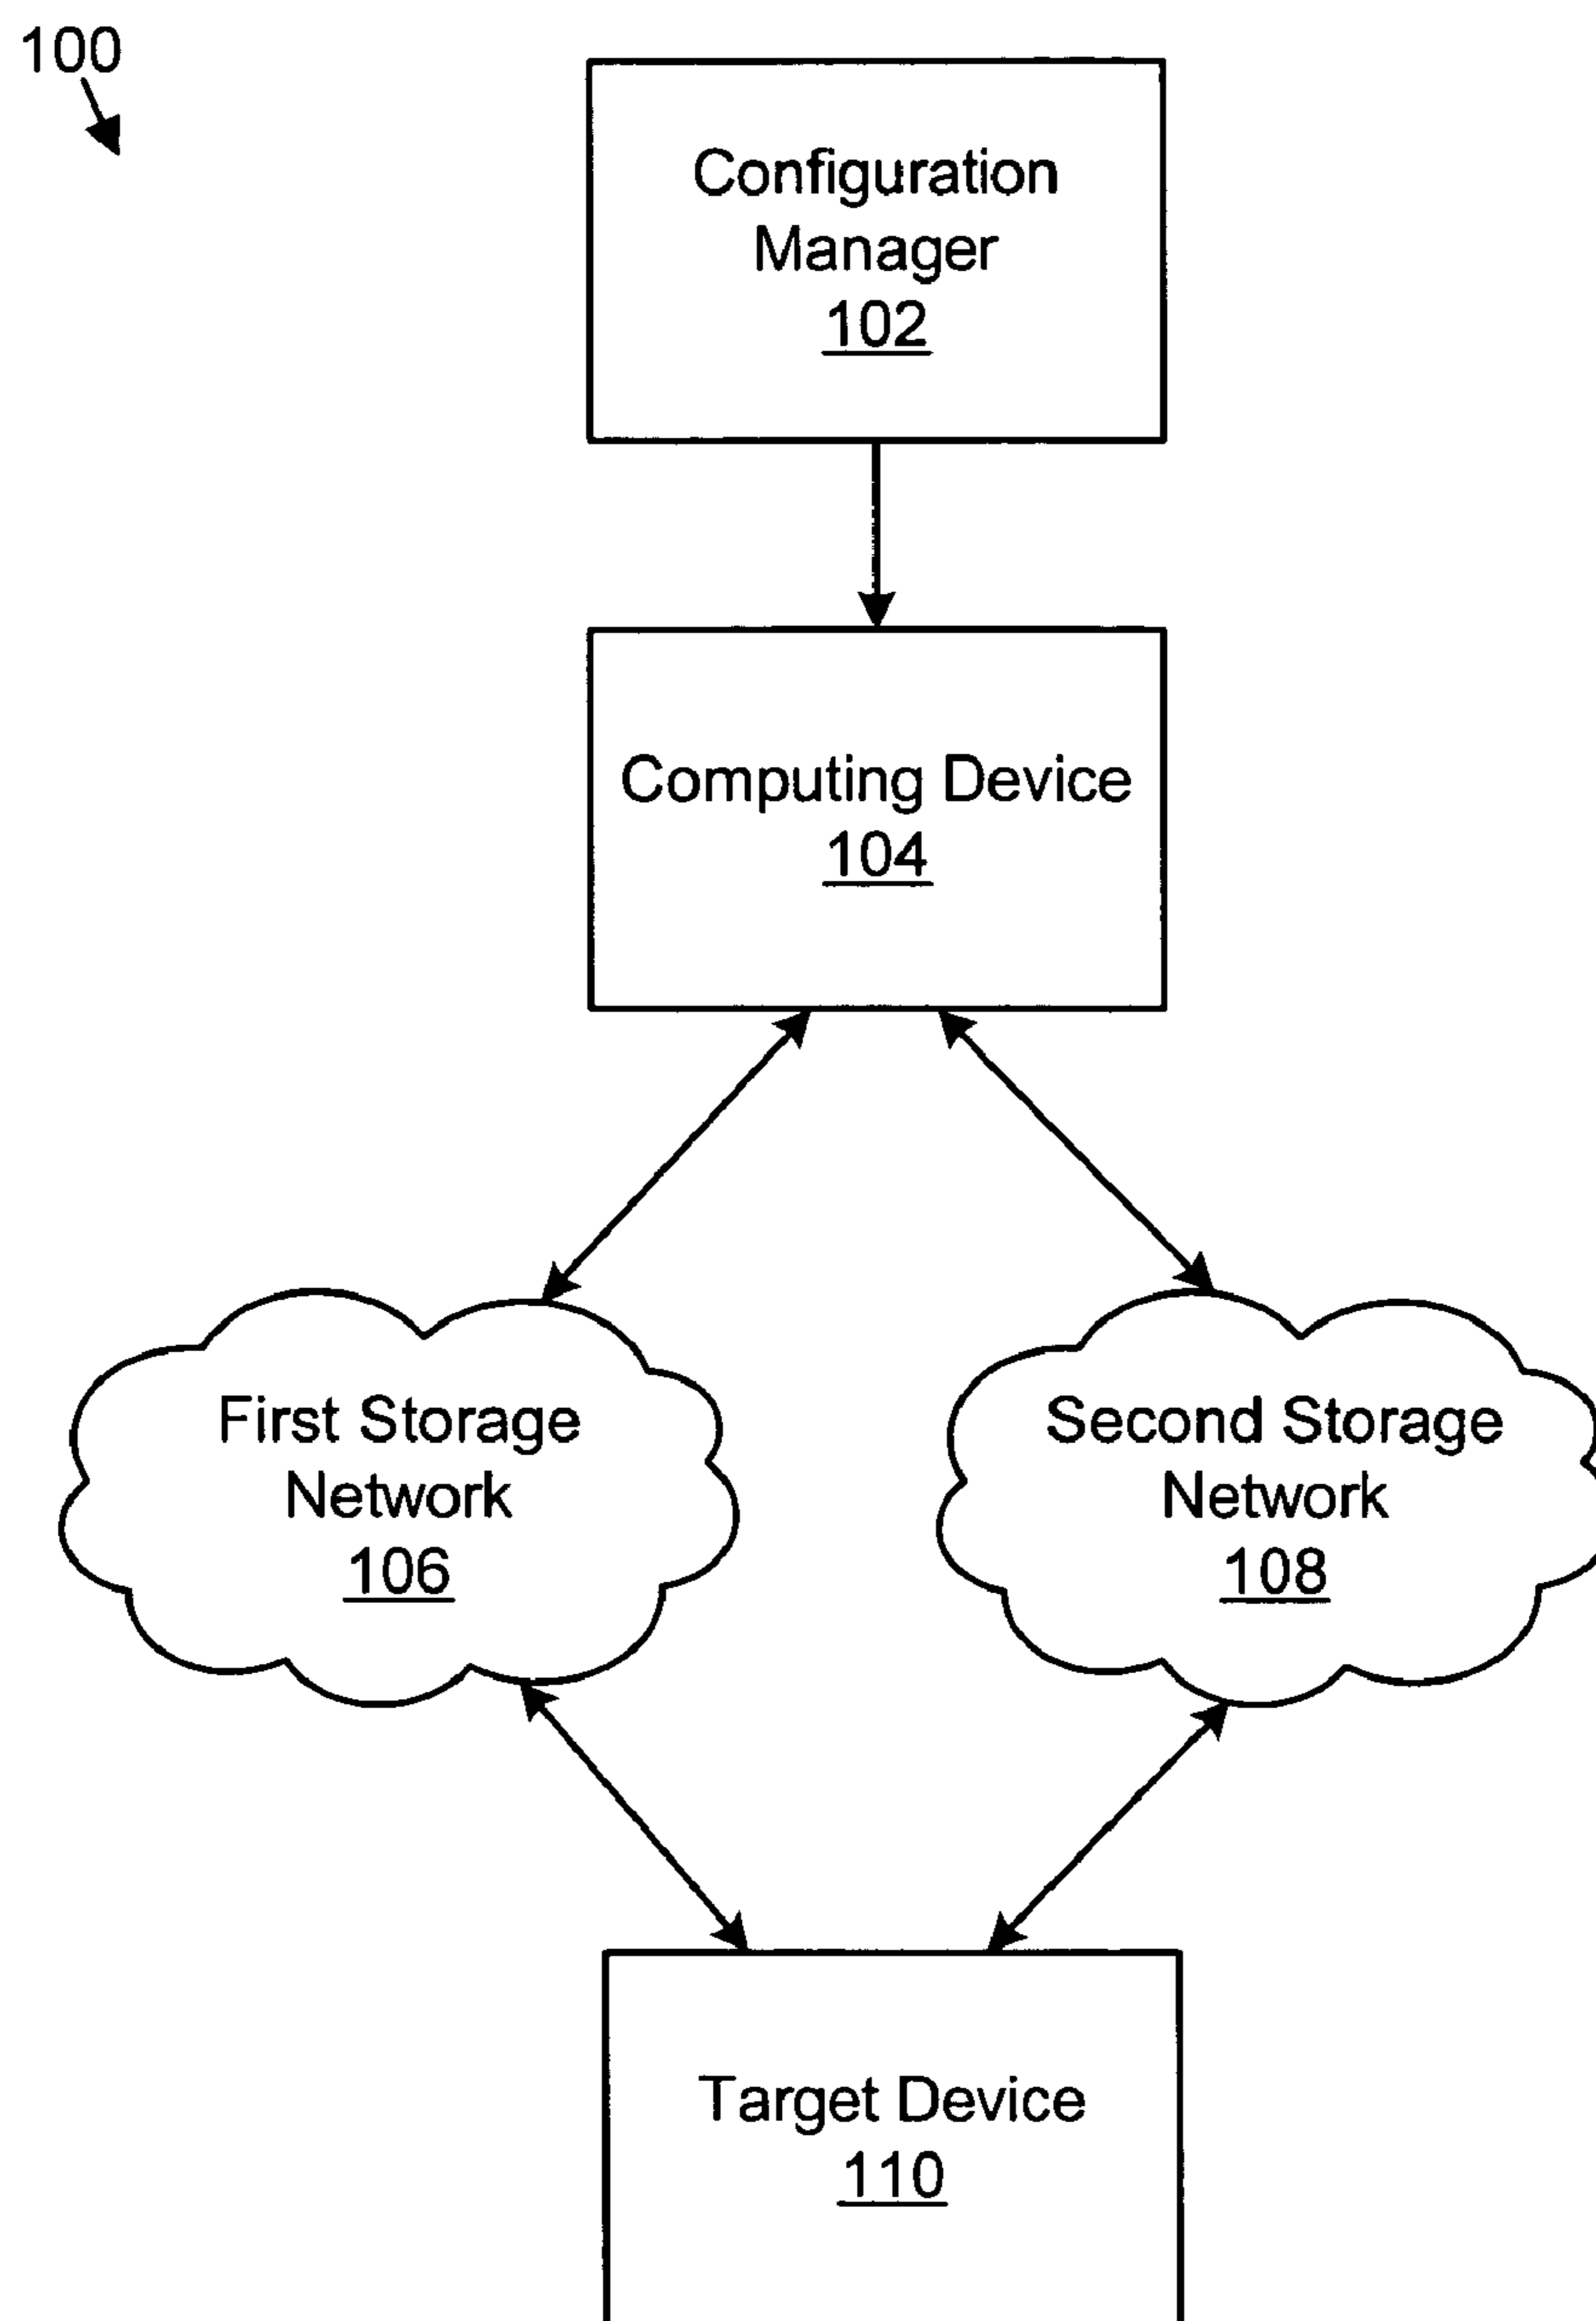 100
Configuration
Manager
102
Computing Device
104
First Storage
Network
106
Second Storage
Network
108
Target Device
110